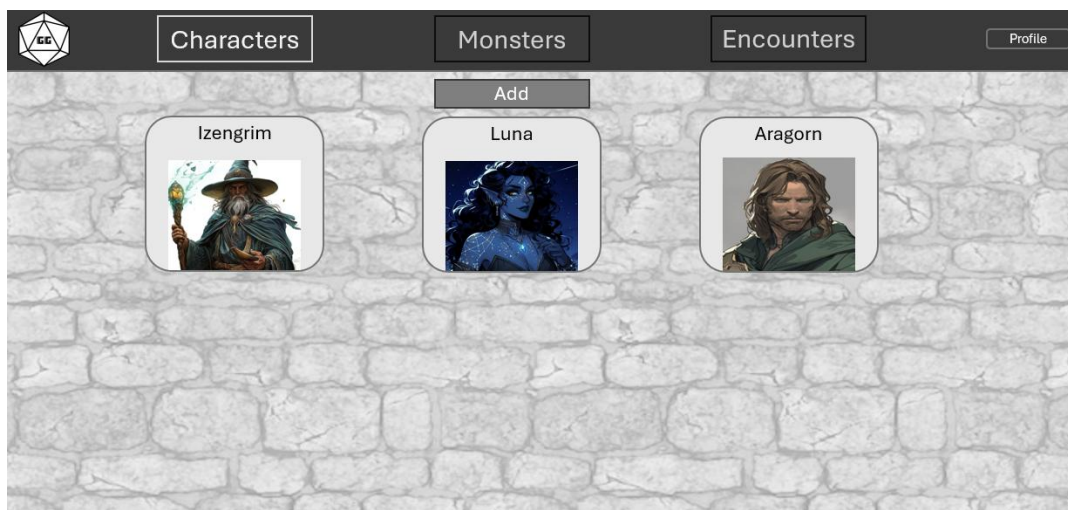 GG
Characters
Monsters
Encounters
Profile
Add
Izengrim
Luna
Aragorn